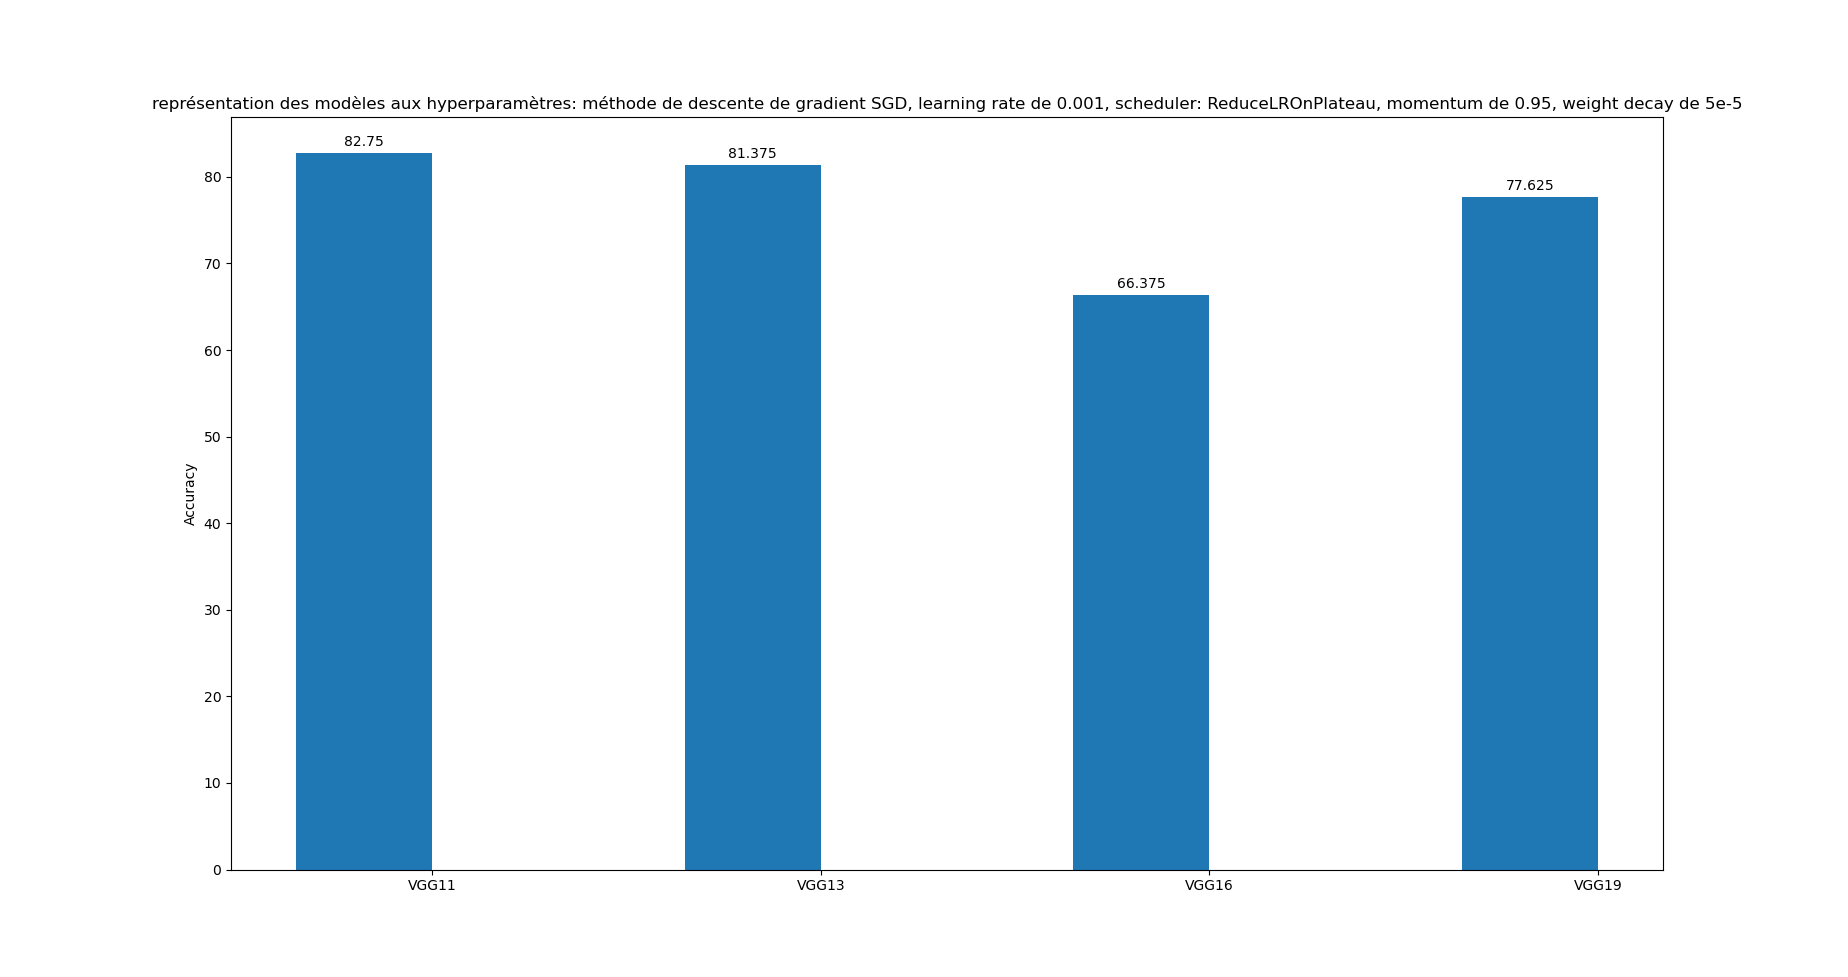 représentation des modèles aux hyperparamètres: méthode de descente de gradient SGD, learning rate de 0.001, scheduler: ReduceLROnPlateau, momentum de 0.95, weight decay de 5e-5
82.75
81.375
66.375
77.625
Accuracy
80
70
60
50
40
30
20
10
0
VGG11
VGG13
VGG16
VGG19